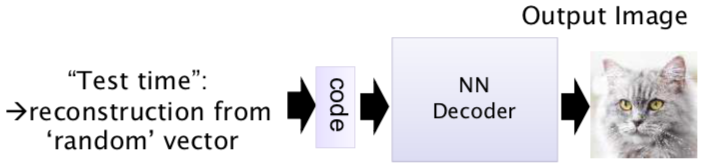 Output Image
“Test time”:
→reconstruction from
‘random’ vector
code
NN
Decoder